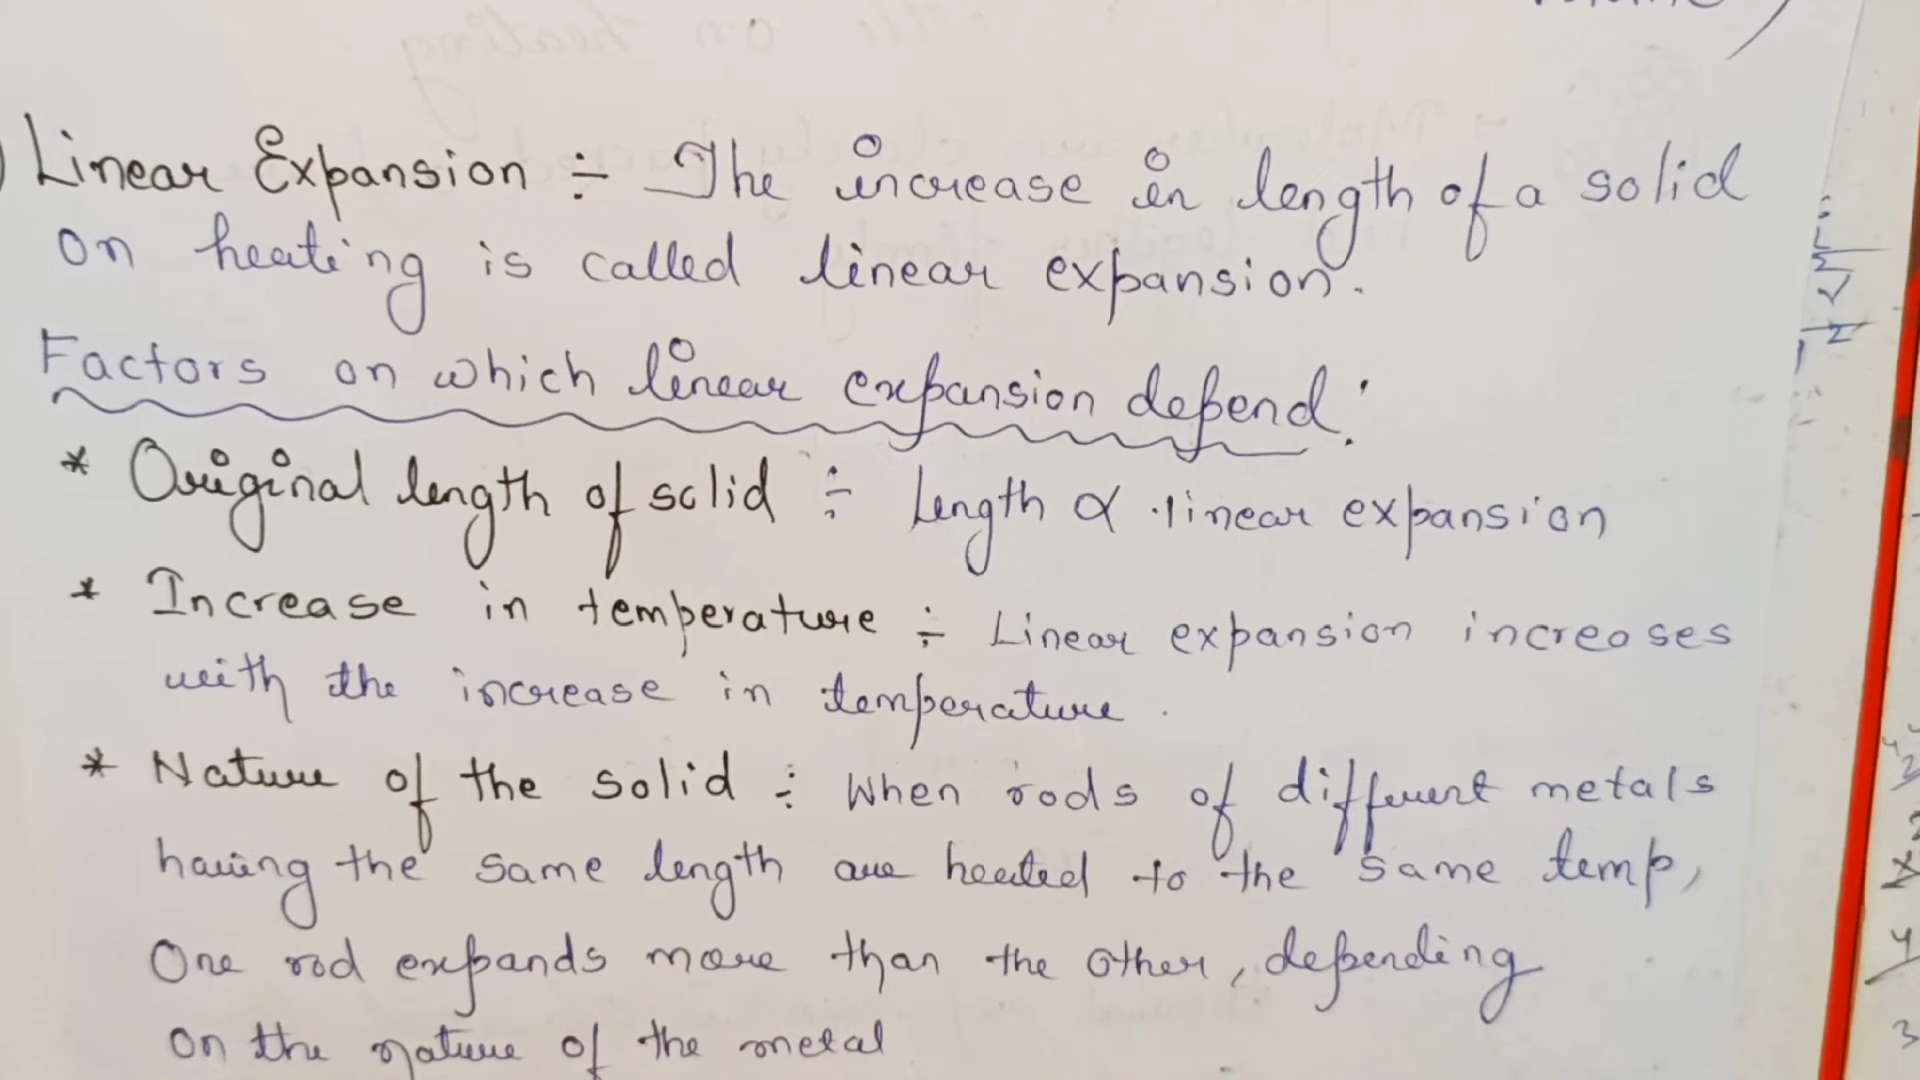 Linear Expansion ÷ The increase in length of a solid
on heating is called linear expansion.
Factors on which linear expansion depend:
* Original length of solid ÷ Length ∝ linear expansion
* Increase in temperature ÷ Linear expansion increases
with the increase in temperature.
* Nature of the solid ÷ When rods of different metals
having the same length are heated to the same temp,
One rod expands more than the other, depending
on the nature of the metal